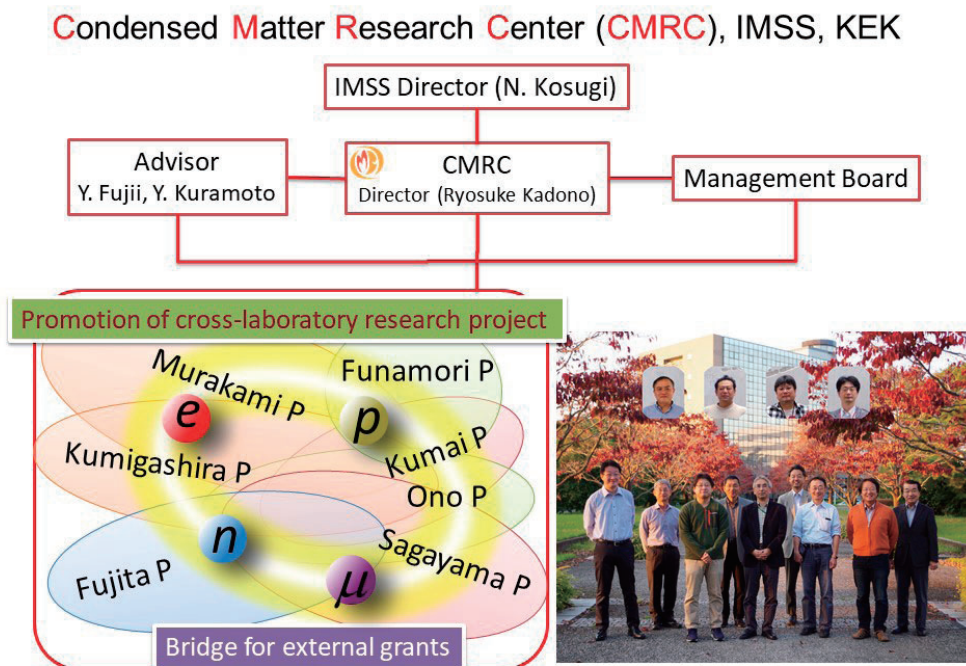 Condensed Matter Research Center (CMRC), IMSS, KEK
IMSS Director (N. Kosugi)
Advisor
Y. Fujii, Y. Kuramoto
CMRC
Director (Ryosuke Kadono)
Management Board
Promotion of cross-laboratory research project
Murakami P
Funamori P
e
p
Kumigashira P
Kumai P
Ono P
n
Sagayama P
Fujita P
μ
Bridge for external grants